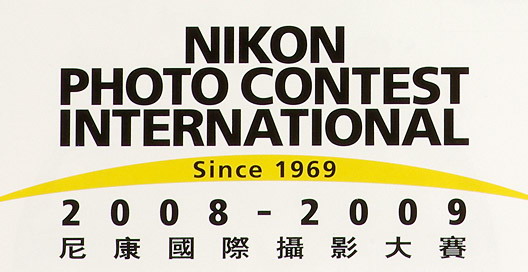 NIKON
PHOTO CONTEST
INTERNATIONAL
Since 1969
2008-2009
尼康國際攝影大賽